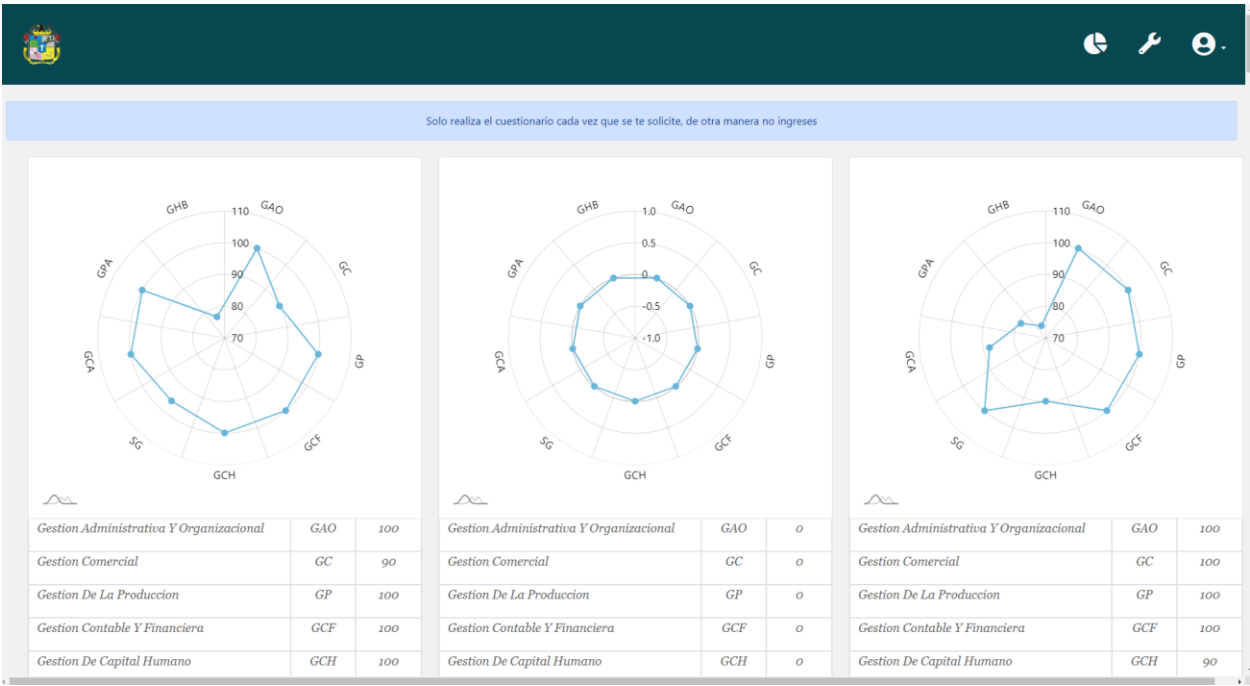 Solo realiza el cuestionario cada vez que se te solicite, de otra manera no ingreses
GHB 110 GAO
100
GPA 90 GC
80
70
GCA GP
SG GCF
GCH
Gestion Administrativa Y Organizacional GAO 100
Gestion Comercial GC 90
Gestion De La Produccion GP 100
Gestion Contable Y Financiera GCF 100
Gestion De Capital Humano GCH 100
GHB 1.0 GAO
0.5
GPA 0 GC
-0.5
-1.0
GCA GP
SG GCF
GCH
Gestion Administrativa Y Organizacional GAO 0
Gestion Comercial GC 0
Gestion De La Produccion GP 0
Gestion Contable Y Financiera GCF 0
Gestion De Capital Humano GCH 0
GHB 110 GAO
100
GPA 90 GC
80
70
GCA GP
SG GCF
GCH
Gestion Administrativa Y Organizacional GAO 100
Gestion Comercial GC 100
Gestion De La Produccion GP 100
Gestion Contable Y Financiera GCF 100
Gestion De Capital Humano GCH 90